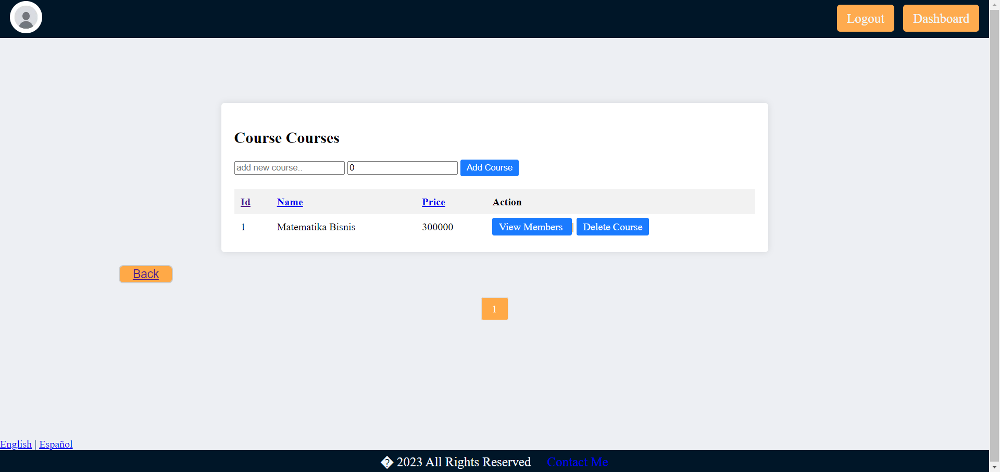 Logout Dashboard
Course Courses
add new course.. 0 Add Course
Id Name Price Action
1 Matematika Bisnis 300000 View Members | Delete Course
Back
1
English | Español
� 2023 All Rights Reserved Contact Me